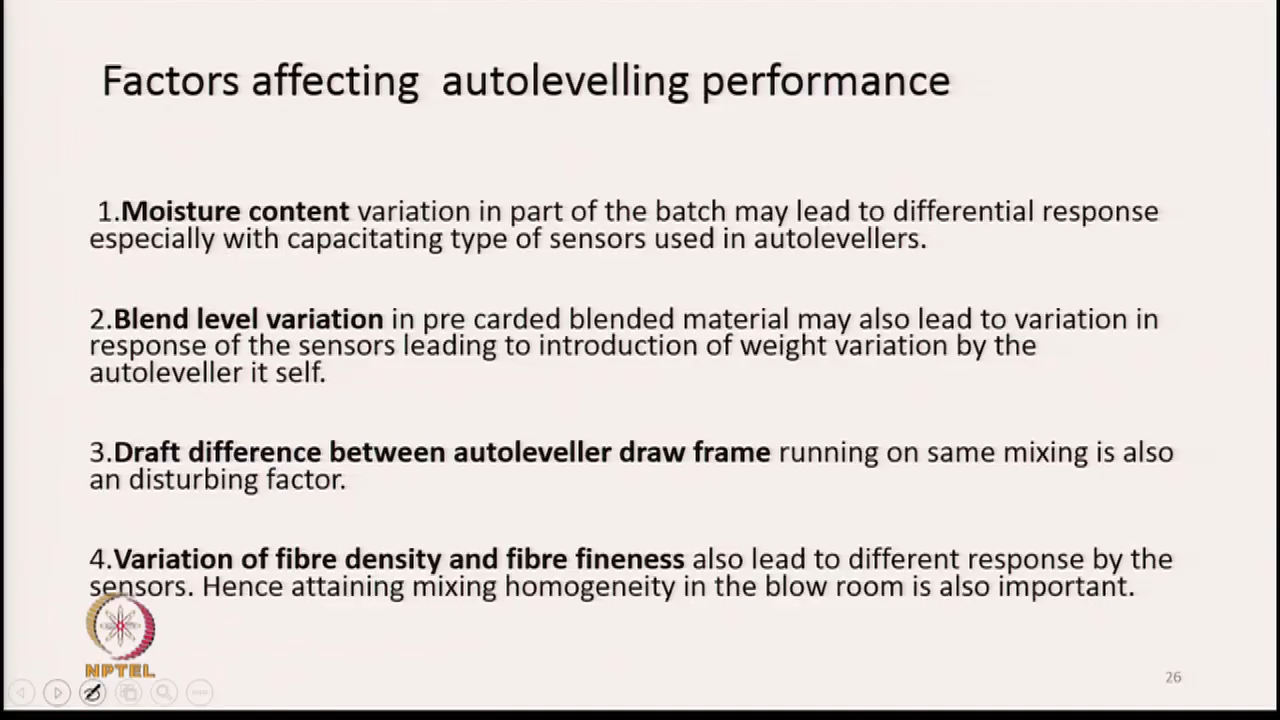 Factors affecting  autolevelling performance
1.Moisture content variation in part of the batch may lead to differential response
especially with capacitating type of sensors used in autolevellers.
2.Blend level variation in pre carded blended material may also lead to variation in
response of the sensors leading to introduction of weight variation by the
autoleveller it self.
3.Draft difference between autoleveller draw frame running on same mixing is also
an disturbing factor.
4.Variation of fibre density and fibre fineness also lead to different response by the
sensors. Hence attaining mixing homogeneity in the blow room is also important.
NPTEL
26